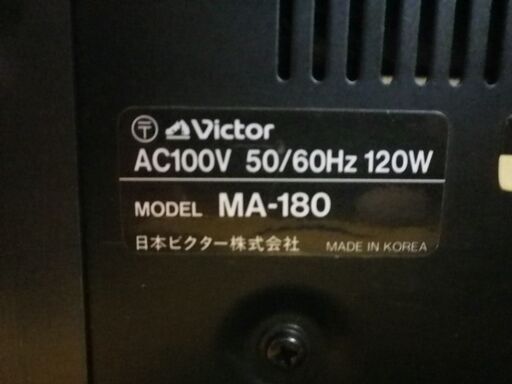 〒 Victor
AC100V 50/60Hz 120W
MODEL MA-180
日本ビクター株式会社 MADE IN KOREA